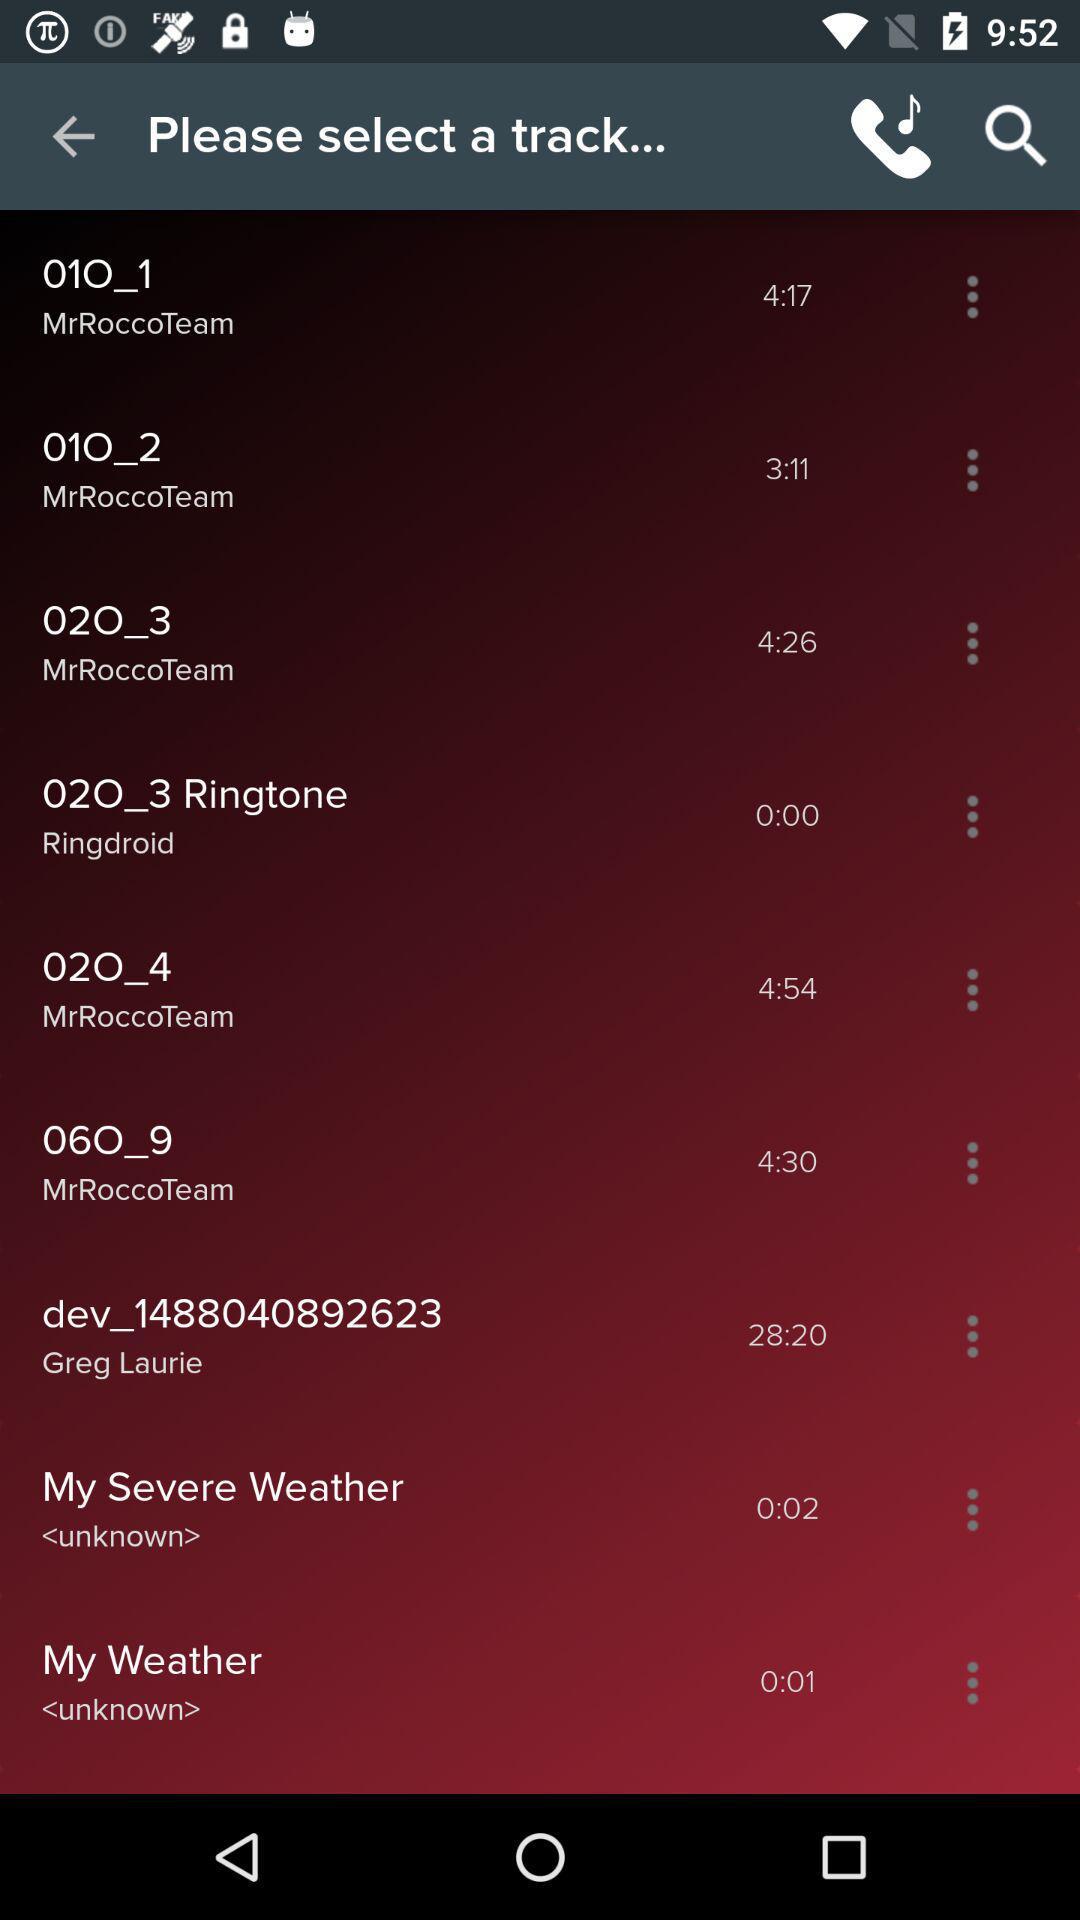 FAKE
9:52
Please select a track...
01O_1
MrRoccoTeam
4:17
01O_2
MrRoccoTeam
3:11
02O_3
MrRoccoTeam
4:26
02O_3 Ringtone
Ringdroid
0:00
02O_4
MrRoccoTeam
4:54
06O_9
MrRoccoTeam
4:30
dev_1488040892623
Greg Laurie
28:20
My Severe Weather
<unknown>
0:02
My Weather
<unknown>
0:01